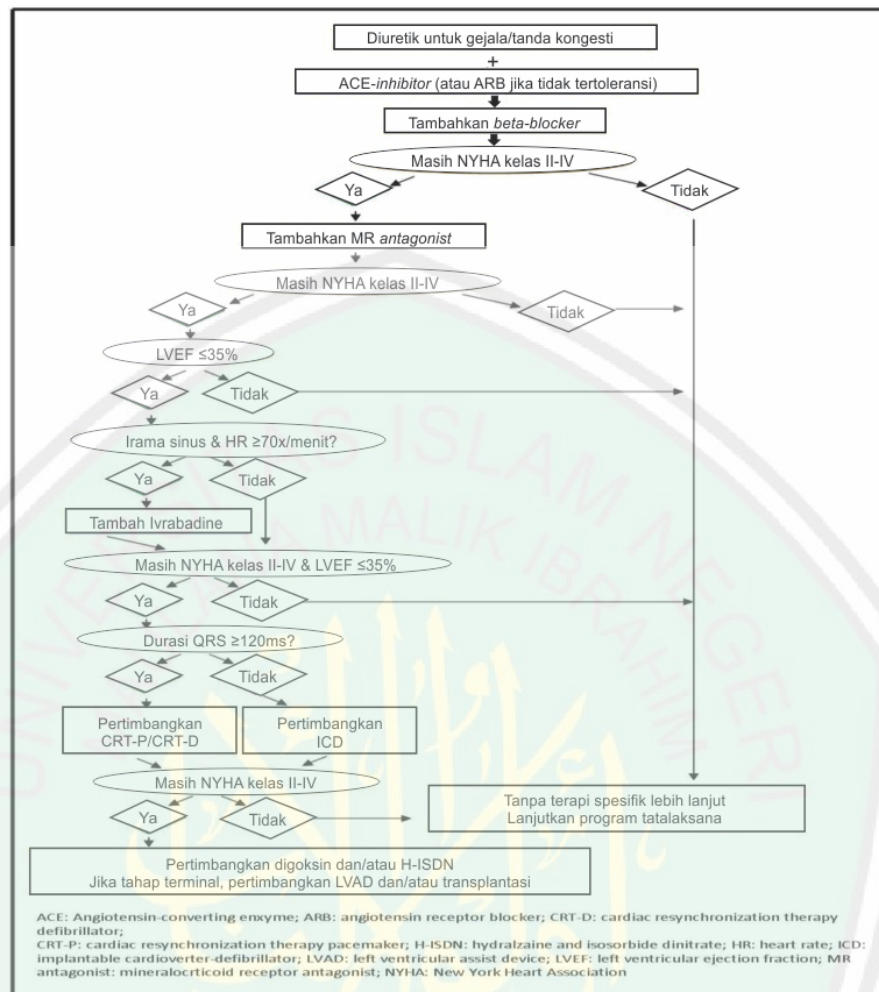 Diuretik untuk gejala/tanda kongesti
+
ACE-inhibitor (atau ARB jika tidak tertoleransi)
Tambahkan beta-blocker
Masih NYHA kelas II-IV
Ya
Tidak
Tambahkan MR antagonist
Masih NYHA kelas II-IV
Ya
Tidak
LVEF ≤35%
Ya
Tidak
Irama sinus & HR ≥70x/menit?
Ya
Tidak
Tambah Ivrabadine
Masih NYHA kelas II-IV & LVEF ≤35%
Ya
Tidak
Durasi QRS ≥120ms?
Ya
Tidak
Pertimbangkan
CRT-P/CRT-D
Pertimbangkan
ICD
Masih NYHA kelas II-IV
Ya
Tidak
Tanpa terapi spesifik lebih lanjut
Lanjutkan program tatalaksana
Pertimbangkan digoksin dan/atau H-ISDN
Jika tahap terminal, pertimbangkan LVAD dan/atau transplantasi
ACE: Angiotensin-converting enxyme; ARB: angiotensin receptor blocker; CRT-D: cardiac resynchronization therapy
defibrillator;
CRT-P: cardiac resynchronization therapy pacemaker; H-ISDN: hydralzaine and isosorbide dinitrate; HR: heart rate; ICD:
implantable cardioverter-defibrillator; LVAD: left ventricular assist device; LVEF: left ventricular ejection fraction; MR
antagonist: mineralocrticoid receptor antagonist; NYHA: New York Heart Association
UNIVERSITAS ISLAM NEGERI
MAULANA MALIK IBRAHIM